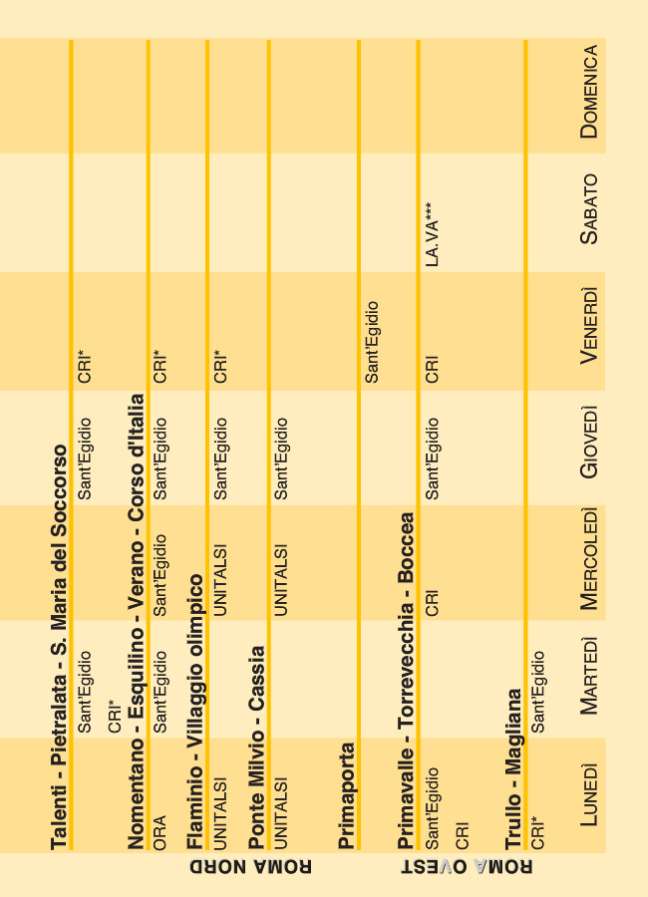 Talenti - Pietralata - S. Maria del Soccorso
Sant'Egidio Sant'Egidio CRI*
CRI*
Nomentano - Esquilino - Verano - Corso d'Italia
ORA Sant'Egidio Sant'Egidio Sant'Egidio CRI*
ROMA NORD
Flaminio - Villaggio olimpico
UNITALSI UNITALSI Sant'Egidio CRI*
Ponte Milvio - Cassia
UNITALSI UNITALSI Sant'Egidio
Primaporta
Sant'Egidio
ROMA OVEST
Primavalle - Torrevecchia - Boccea
Sant'Egidio CRI Sant'Egidio CRI LA.VA***
CRI
Trullo - Magliana
CRI* Sant'Egidio
LUNEDÌ MARTEDÌ MERCOLEDÌ GIOVEDÌ VENERDÌ SABATO DOMENICA